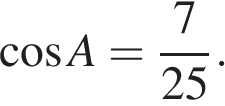 cos A = 7/25.